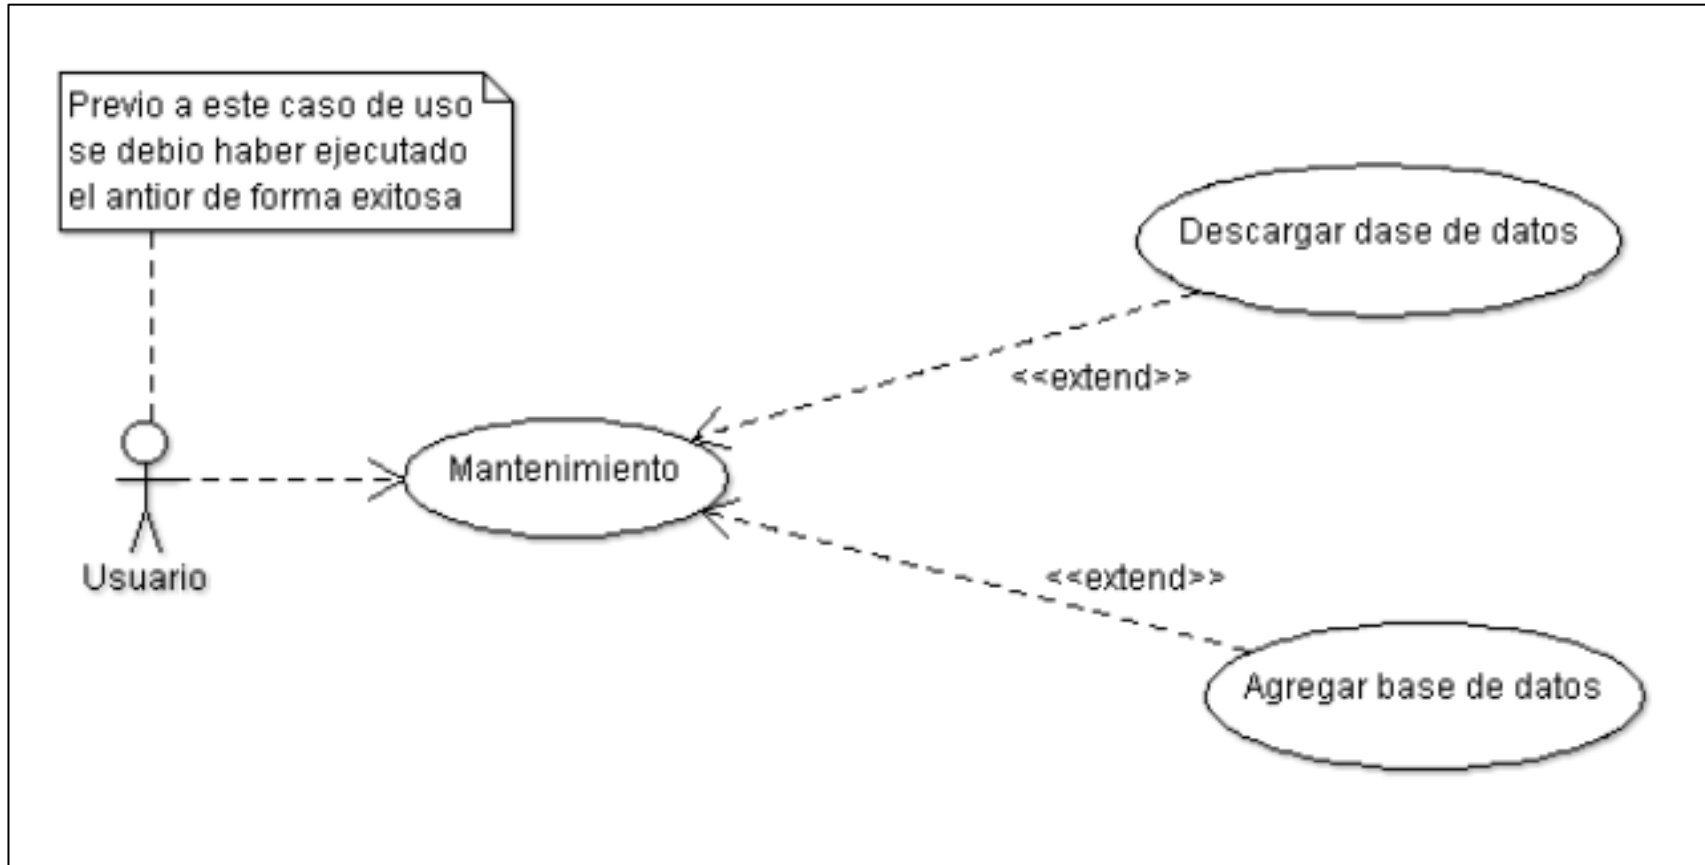 Previo a este caso de uso
se debio haber ejecutado
el antior de forma exitosa
Descargar dase de datos
<<extend>>
Mantenimiento
<<extend>>
Usuario
Agregar base de datos